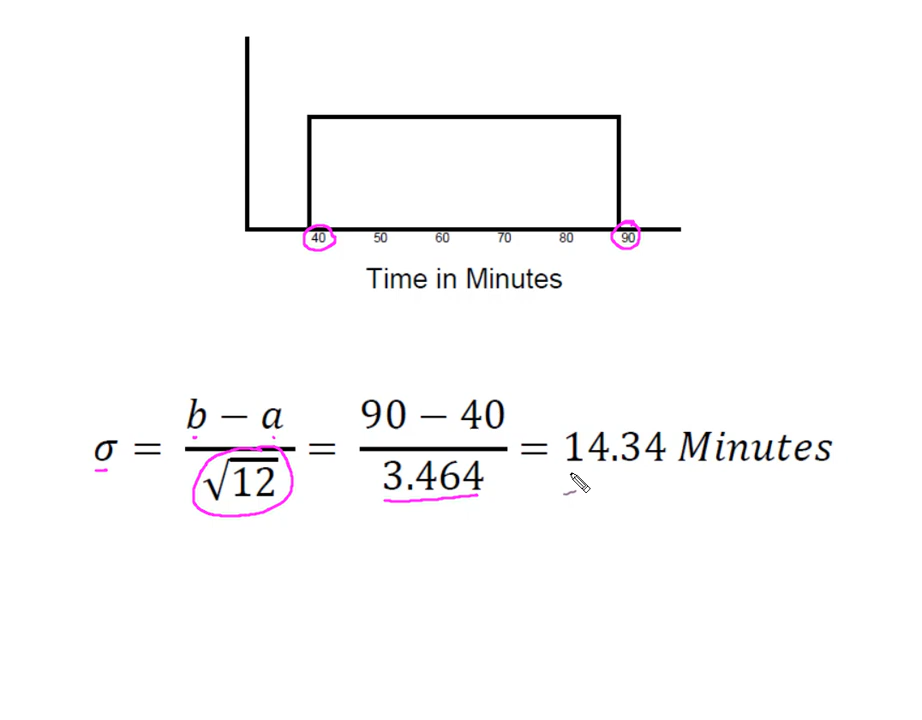 40 50 60 70 80 90
Time in Minutes
σ = b − a / √12 = 90 − 40 / 3.464 = 14.34 Minutes